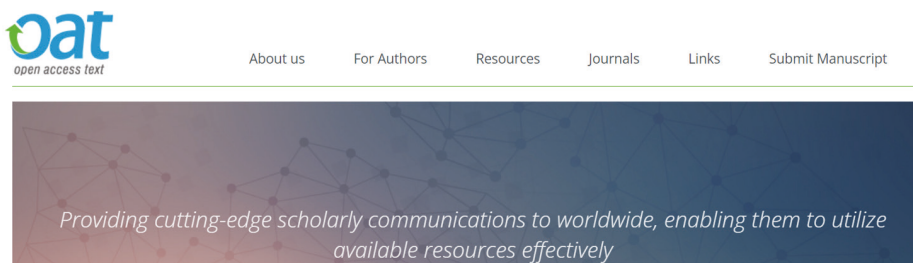 oat
open access text
About us For Authors Resources Journals Links Submit Manuscript
Providing cutting-edge scholarly communications to worldwide, enabling them to utilize
available resources effectively